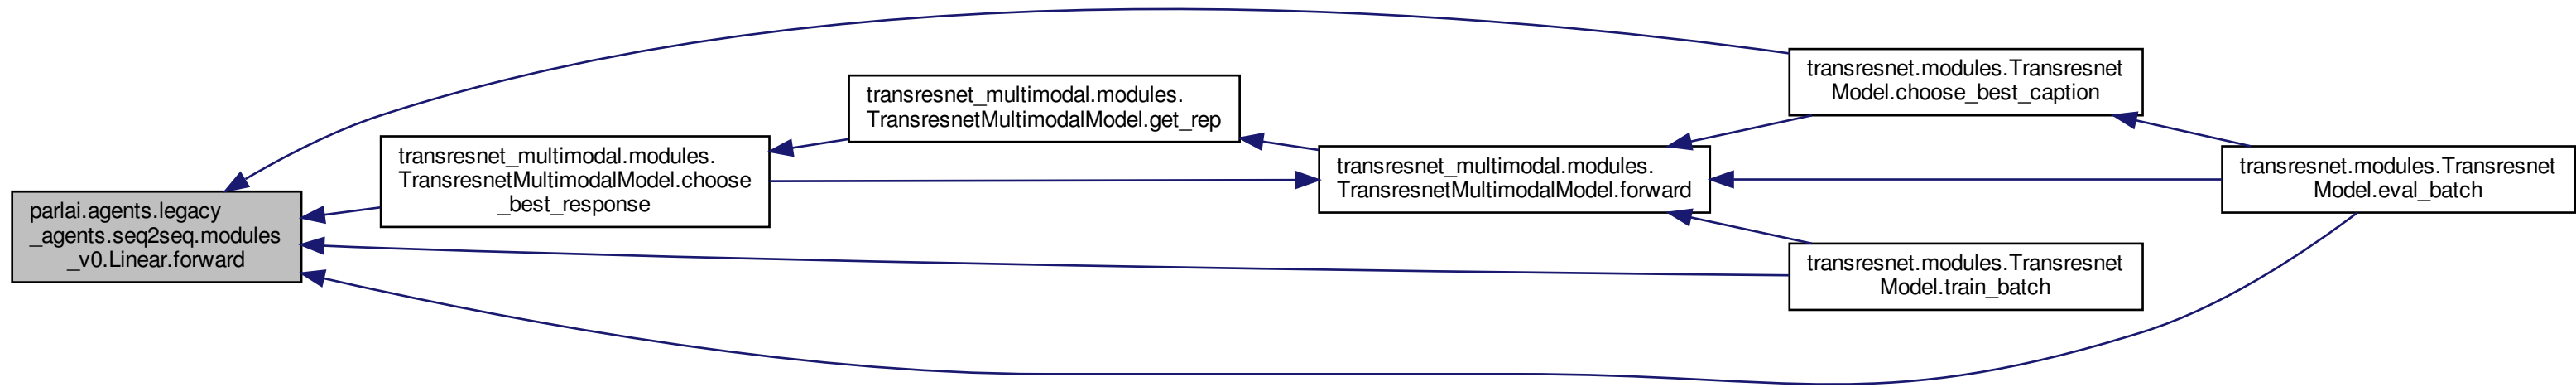 parlai.agents.legacy
_agents.seq2seq.modules
_v0.Linear.forward
transresnet_multimodal.modules.
TransresnetMultimodalModel.choose
_best_response
transresnet_multimodal.modules.
TransresnetMultimodalModel.get_rep
transresnet_multimodal.modules.
TransresnetMultimodalModel.forward
transresnet.modules.Transresnet
Model.choose_best_caption
transresnet.modules.Transresnet
Model.eval_batch
transresnet.modules.Transresnet
Model.train_batch